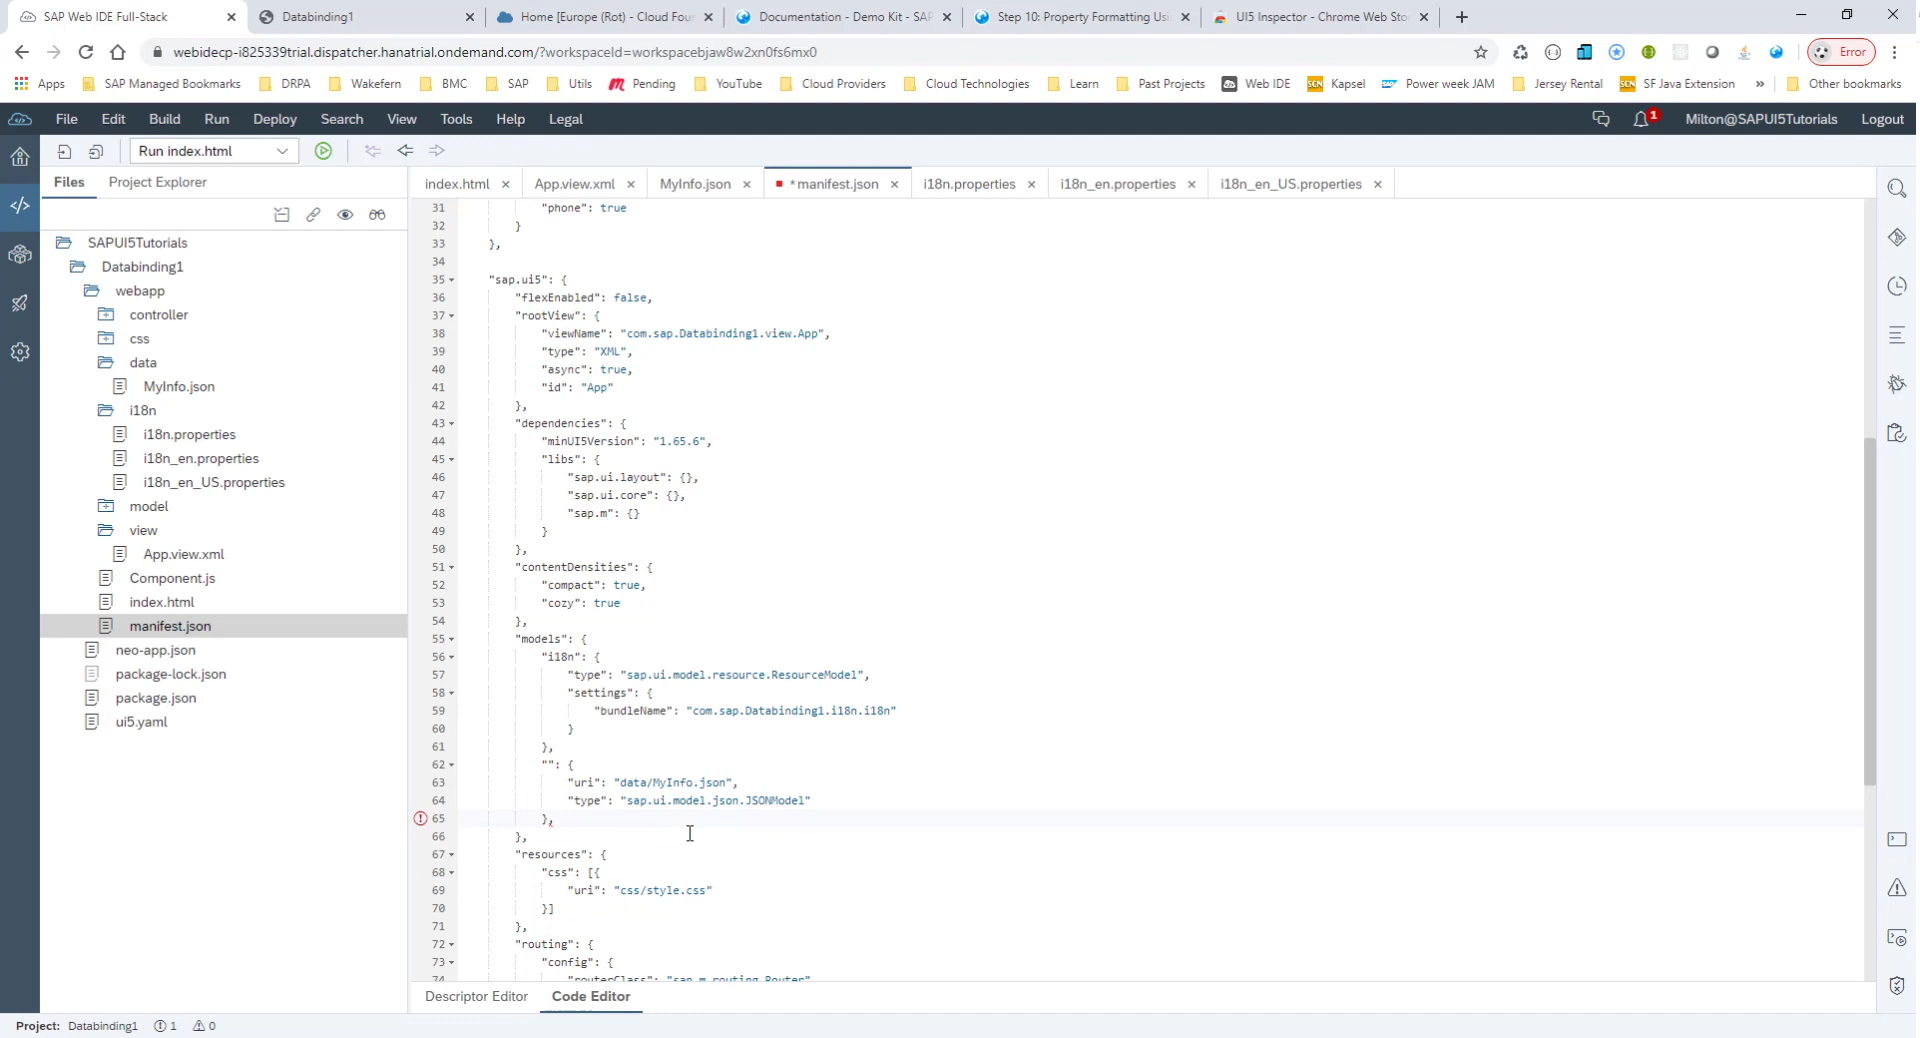 SAP Web IDE Full-Stack
Databinding1
Home [Europe (Rot) - Cloud Fou
Documentation - Demo Kit - SAP
Step 10: Property Formatting Usi
UI5 Inspector - Chrome Web Sto
webidecp-i825339trial.dispatcher.hanatrial.ondemand.com/?workspaceId=workspacebjaw8w2xn0fs6mx0
Error
Apps
SAP Managed Bookmarks
DRPA
Wakefern
BMC
SAP
Utils
Pending
YouTube
Cloud Providers
Cloud Technologies
Learn
Past Projects
Web IDE
Kapsel
Power week JAM
Jersey Rental
SF Java Extension
»
Other bookmarks
File
Edit
Build
Run
Deploy
Search
View
Tools
Help
Legal
1
Milton@SAPUI5Tutorials
Logout
Run index.html
Files
Project Explorer
index.html
App.view.xml
MyInfo.json
*manifest.json
i18n.properties
i18n_en.properties
i18n_en_US.properties
SAPUI5Tutorials
Databinding1
webapp
controller
css
data
MyInfo.json
i18n
i18n.properties
i18n_en.properties
i18n_en_US.properties
model
view
App.view.xml
Component.js
index.html
manifest.json
neo-app.json
package-lock.json
package.json
ui5.yaml
31 "phone": true
32 }
33 },
34
35 "sap.ui5": {
36 "flexEnabled": false,
37 "rootView": {
38 "viewName": "com.sap.Databinding1.view.App",
39 "type": "XML",
40 "async": true,
41 "id": "App"
42 },
43 "dependencies": {
44 "minUI5Version": "1.65.6",
45 "libs": {
46 "sap.ui.layout": {},
47 "sap.ui.core": {},
48 "sap.m": {}
49 }
50 },
51 "contentDensities": {
52 "compact": true,
53 "cozy": true
54 },
55 "models": {
56 "i18n": {
57 "type": "sap.ui.model.resource.ResourceModel",
58 "settings": {
59 "bundleName": "com.sap.Databinding1.i18n.i18n"
60 }
61 },
62 "": {
63 "uri": "data/MyInfo.json",
64 "type": "sap.ui.model.json.JSONModel"
65 },
66 },
67 "resources": {
68 "css": [{
69 "uri": "css/style.css"
70 }]
71 },
72 "routing": {
73 "config": {
74 "routerClass": "sap.m.routing.Router"
Descriptor Editor
Code Editor
Project: Databinding1
1
0